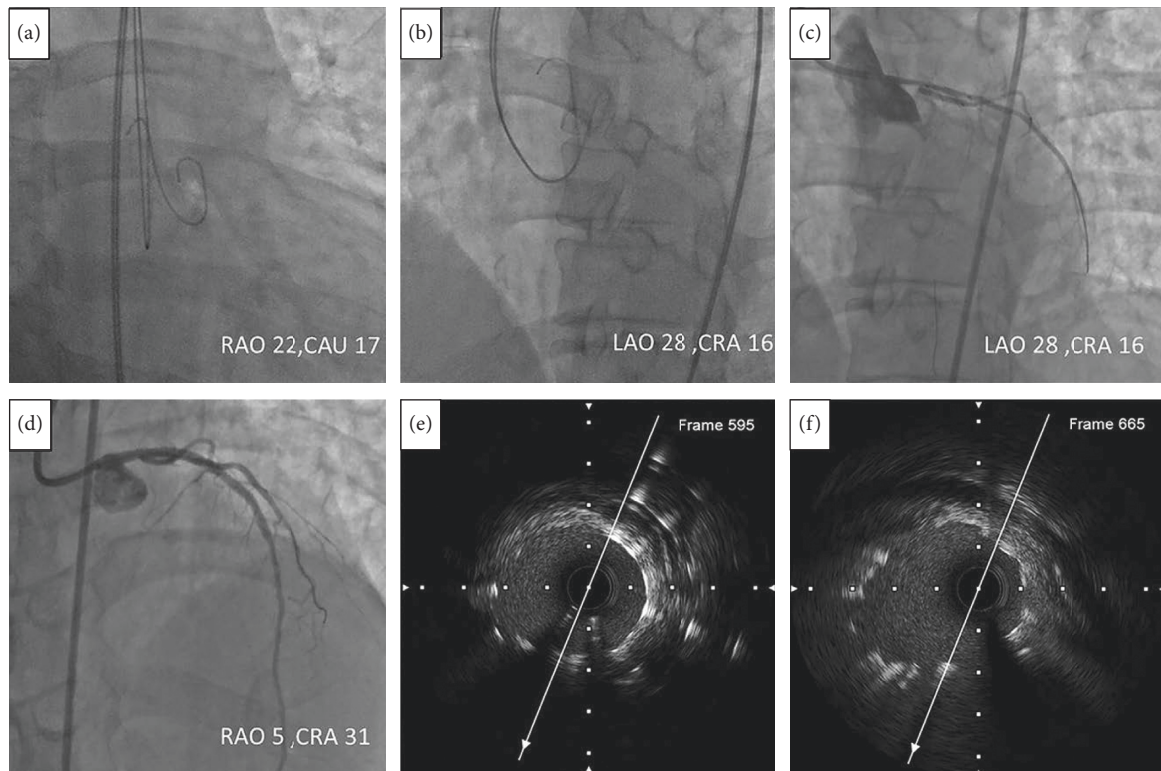 (a)
RAO 22,CAU 17
(b)
LAO 28 ,CRA 16
(c)
LAO 28 ,CRA 16
(d)
RAO 5 ,CRA 31
(e)
Frame 595
(f)
Frame 665